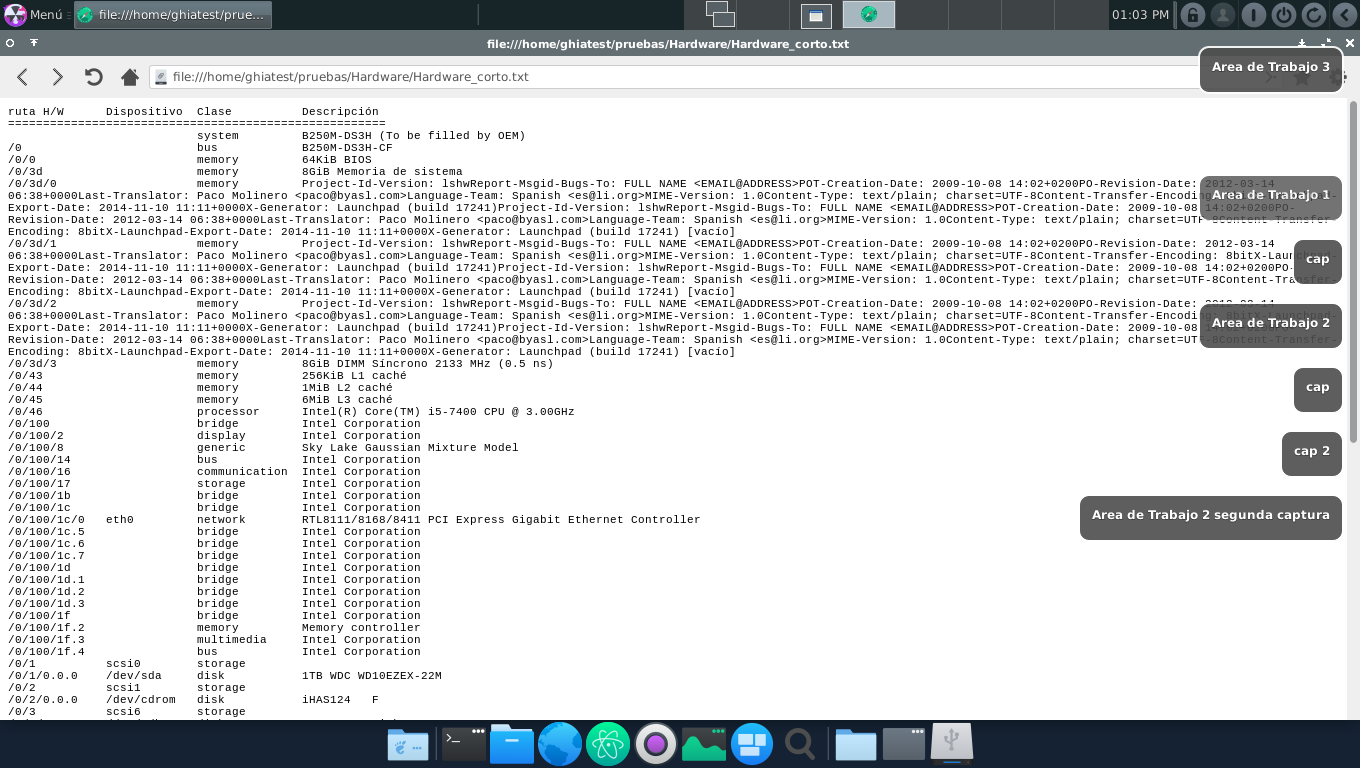 Menú
file:///home/ghiatest/prue...
01:03 PM
file:///home/ghiatest/pruebas/Hardware/Hardware_corto.txt
file:///home/ghiatest/pruebas/Hardware/Hardware_corto.txt
Area de Trabajo 3
ruta H/W Dispositivo Clase Descripción
======================================================
system B250M-DS3H (To be filled by OEM)
/0 bus B250M-DS3H-CF
/0/0 memory 64KiB BIOS
/0/3d memory 8GiB Memoria de sistema
/0/3d/0 memory Project-Id-Version: lshwReport-Msgid-Bugs-To: FULL NAME <EMAIL@ADDRESS>POT-Creation-Date: 2009-10-08 14:02+0200PO-Revision-Date: 2012-03-14
06:38+0000Last-Translator: Paco Molinero <paco@byasl.com>Language-Team: Spanish <es@li.org>MIME-Version: 1.0Content-Type: text/plain; charset=UTF-8Content-Transfer-Encoding: 8bitX-Launchpad-
Export-Date: 2014-11-10 11:11+0000X-Generator: Launchpad (build 17241)Project-Id-Version: lshwReport-Msgid-Bugs-To: FULL NAME <EMAIL@ADDRESS>POT-Creation-Date: 2009-10-08 14:02+0200PO-
Revision-Date: 2012-03-14 06:38+0000Last-Translator: Paco Molinero <paco@byasl.com>Language-Team: Spanish <es@li.org>MIME-Version: 1.0Content-Type: text/plain; charset=UTF-8Content-Transfer-
Encoding: 8bitX-Launchpad-Export-Date: 2014-11-10 11:11+0000X-Generator: Launchpad (build 17241) [vacío]
Area de Trabajo 1
/0/3d/1 memory Project-Id-Version: lshwReport-Msgid-Bugs-To: FULL NAME <EMAIL@ADDRESS>POT-Creation-Date: 2009-10-08 14:02+0200PO-Revision-Date: 2012-03-14
06:38+0000Last-Translator: Paco Molinero <paco@byasl.com>Language-Team: Spanish <es@li.org>MIME-Version: 1.0Content-Type: text/plain; charset=UTF-8Content-Transfer-Encoding: 8bitX-Launchpad-
Export-Date: 2014-11-10 11:11+0000X-Generator: Launchpad (build 17241)Project-Id-Version: lshwReport-Msgid-Bugs-To: FULL NAME <EMAIL@ADDRESS>POT-Creation-Date: 2009-10-08 14:02+0200PO-
Revision-Date: 2012-03-14 06:38+0000Last-Translator: Paco Molinero <paco@byasl.com>Language-Team: Spanish <es@li.org>MIME-Version: 1.0Content-Type: text/plain; charset=UTF-8Content-Transfer-
Encoding: 8bitX-Launchpad-Export-Date: 2014-11-10 11:11+0000X-Generator: Launchpad (build 17241) [vacío]
cap
/0/3d/2 memory Project-Id-Version: lshwReport-Msgid-Bugs-To: FULL NAME <EMAIL@ADDRESS>POT-Creation-Date: 2009-10-08 14:02+0200PO-Revision-Date: 2012-03-14
06:38+0000Last-Translator: Paco Molinero <paco@byasl.com>Language-Team: Spanish <es@li.org>MIME-Version: 1.0Content-Type: text/plain; charset=UTF-8Content-Transfer-Encoding: 8bitX-Launchpad-
Export-Date: 2014-11-10 11:11+0000X-Generator: Launchpad (build 17241)Project-Id-Version: lshwReport-Msgid-Bugs-To: FULL NAME <EMAIL@ADDRESS>POT-Creation-Date: 2009-10-08 14:02+0200PO-
Revision-Date: 2012-03-14 06:38+0000Last-Translator: Paco Molinero <paco@byasl.com>Language-Team: Spanish <es@li.org>MIME-Version: 1.0Content-Type: text/plain; charset=UTF-8Content-Transfer-
Encoding: 8bitX-Launchpad-Export-Date: 2014-11-10 11:11+0000X-Generator: Launchpad (build 17241) [vacío]
Area de Trabajo 2
/0/3d/3 memory 8GiB DIMM Síncrono 2133 MHz (0.5 ns)
/0/43 memory 256KiB L1 caché
/0/44 memory 1MiB L2 caché
cap
/0/45 memory 6MiB L3 caché
/0/46 processor Intel(R) Core(TM) i5-7400 CPU @ 3.00GHz
/0/100 bridge Intel Corporation
/0/100/2 display Intel Corporation
/0/100/8 generic Sky Lake Gaussian Mixture Model
cap 2
/0/100/14 bus Intel Corporation
/0/100/16 communication Intel Corporation
/0/100/17 storage Intel Corporation
/0/100/1b bridge Intel Corporation
/0/100/1c bridge Intel Corporation
Area de Trabajo 2 segunda captura
/0/100/1c/0 eth0 network RTL8111/8168/8411 PCI Express Gigabit Ethernet Controller
/0/100/1c.5 bridge Intel Corporation
/0/100/1c.6 bridge Intel Corporation
/0/100/1c.7 bridge Intel Corporation
/0/100/1d bridge Intel Corporation
/0/100/1d.1 bridge Intel Corporation
/0/100/1d.2 bridge Intel Corporation
/0/100/1d.3 bridge Intel Corporation
/0/100/1f bridge Intel Corporation
/0/100/1f.2 memory Memory controller
/0/100/1f.3 multimedia Intel Corporation
/0/100/1f.4 bus Intel Corporation
/0/1 scsi0 storage
/0/1/0.0.0 /dev/sda disk 1TB WDC WD10EZEX-22M
/0/2 scsi1 storage
/0/2/0.0.0 /dev/cdrom disk iHAS124 F
/0/3 scsi6 storage